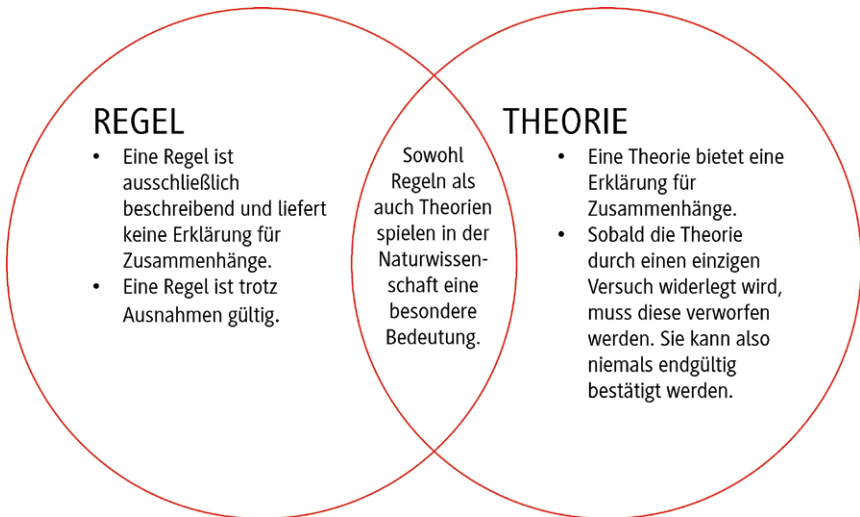 REGEL
• Eine Regel ist
ausschließlich
beschreibend und liefert
keine Erklärung für
Zusammenhänge.
• Eine Regel ist trotz
Ausnahmen gültig.
Sowohl
Regeln als
auch Theorien
spielen in der
Naturwissen-
schaft eine
besondere
Bedeutung.
THEORIE
• Eine Theorie bietet eine
Erklärung für
Zusammenhänge.
• Sobald die Theorie
durch einen einzigen
Versuch widerlegt wird,
muss diese verworfen
werden. Sie kann also
niemals endgültig
bestätigt werden.